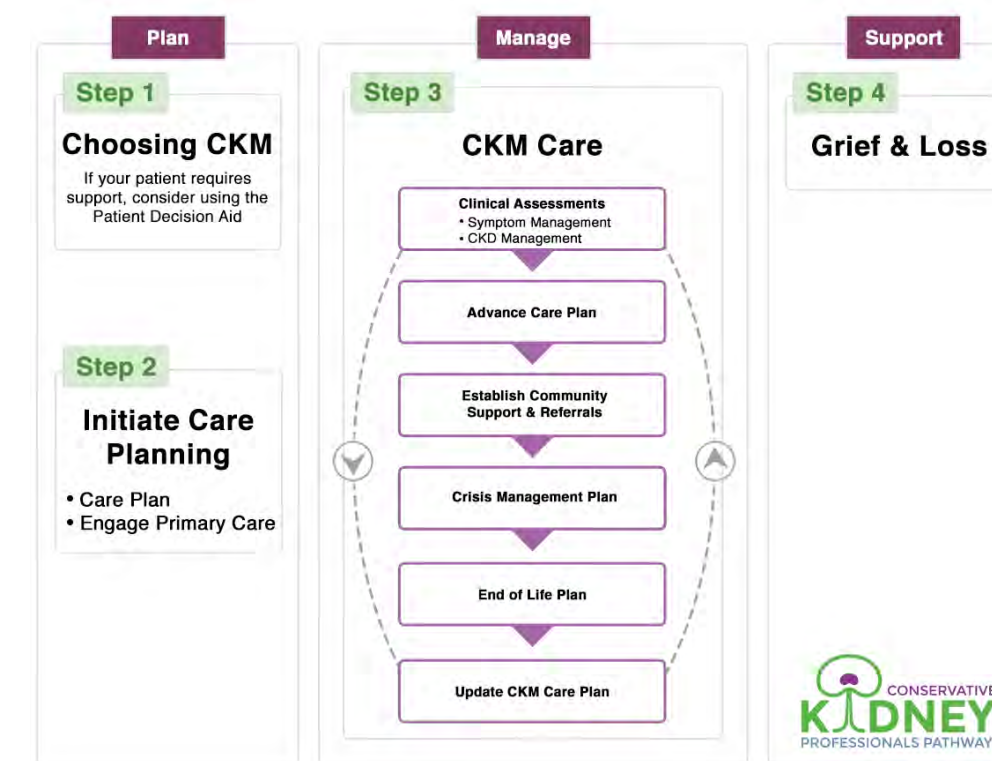 Plan
Step 1
Choosing CKM
If your patient requires
support, consider using the
Patient Decision Aid
Step 2
Initiate Care
Planning
• Care Plan
• Engage Primary Care
Manage
Step 3
CKM Care
Clinical Assessments
• Symptom Management
• CKD Management
Advance Care Plan
Establish Community
Support & Referrals
Crisis Management Plan
End of Life Plan
Update CKM Care Plan
Support
Step 4
Grief & Loss
CONSERVATIVE
KIDNEY
PROFESSIONALS PATHWAY